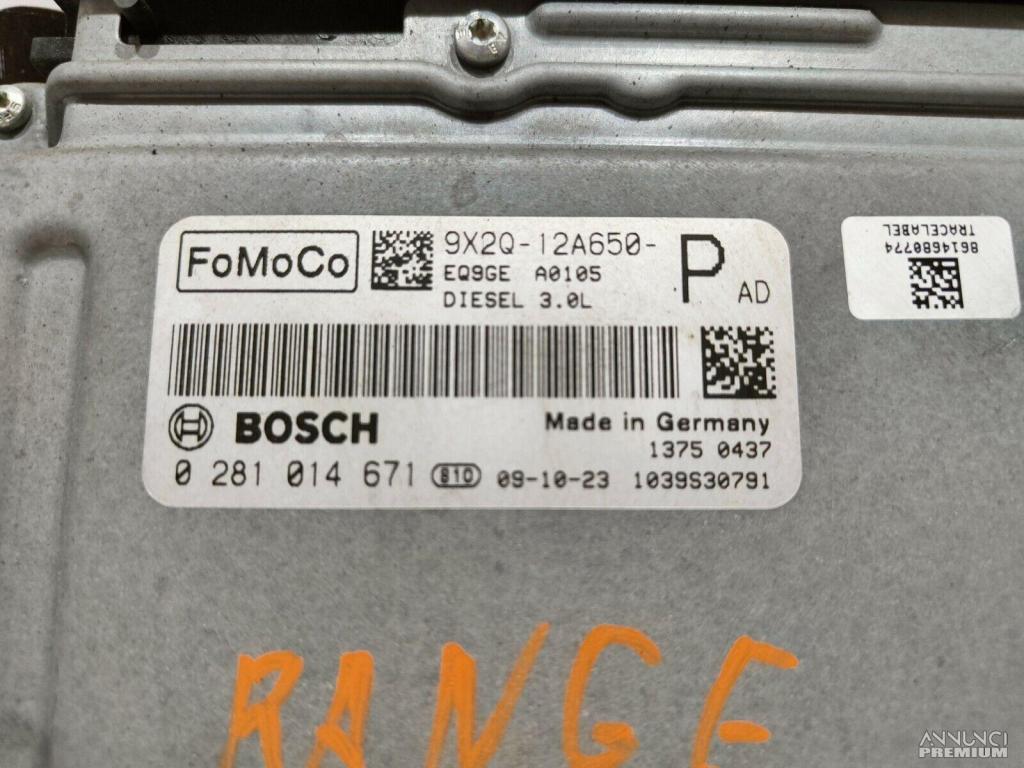 FoMoCo
9X2Q-12A650-
EQ9GE A0105
DIESEL 3.0L
P
AD
8614680774
TRACELABEL
BOSCH
Made in Germany
1375 0437
0 281 014 671 810 09-10-23 1039S30791
RANGE
ANNUNCI
PREMIUM